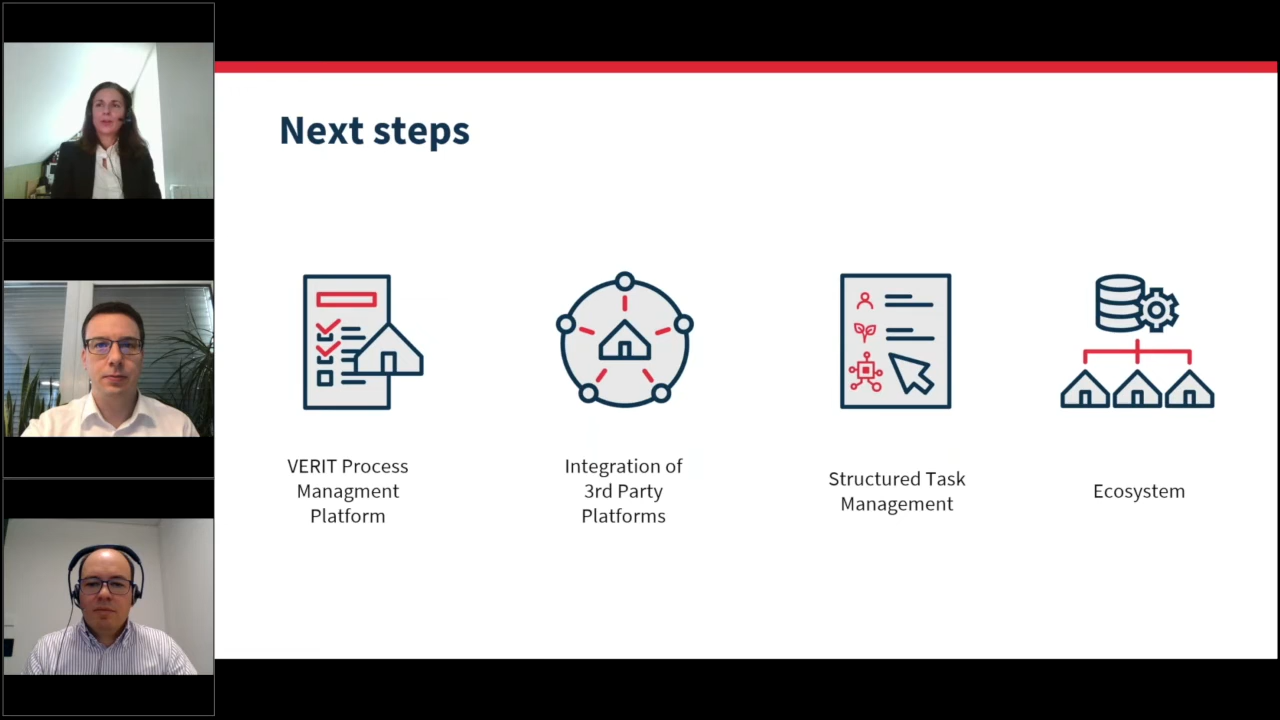 Next steps
VERIT Process
Managment
Platform
Integration of
3rd Party
Platforms
Structured Task
Management
Ecosystem